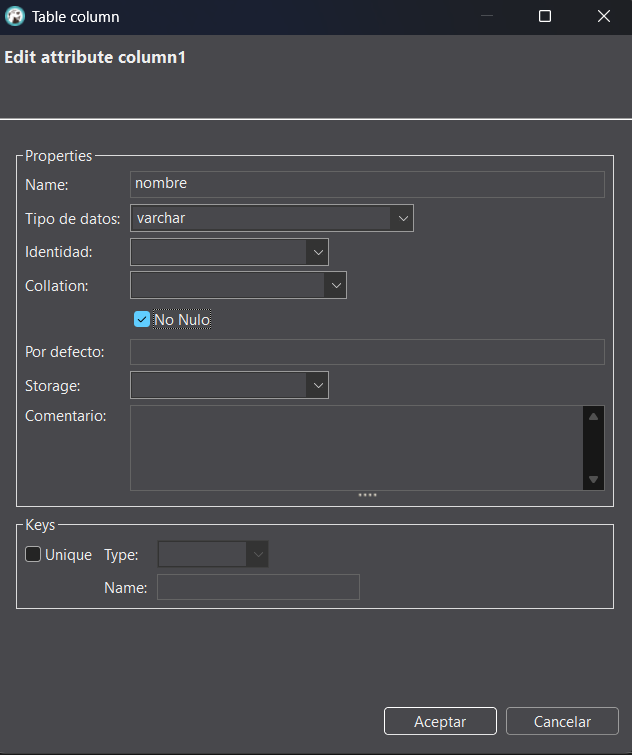 Table column
Edit attribute column1
Properties
Name: nombre
Tipo de datos: varchar
Identidad:
Collation:
No Nulo
Por defecto:
Storage:
Comentario:
Keys
Unique Type:
Name:
Aceptar Cancelar